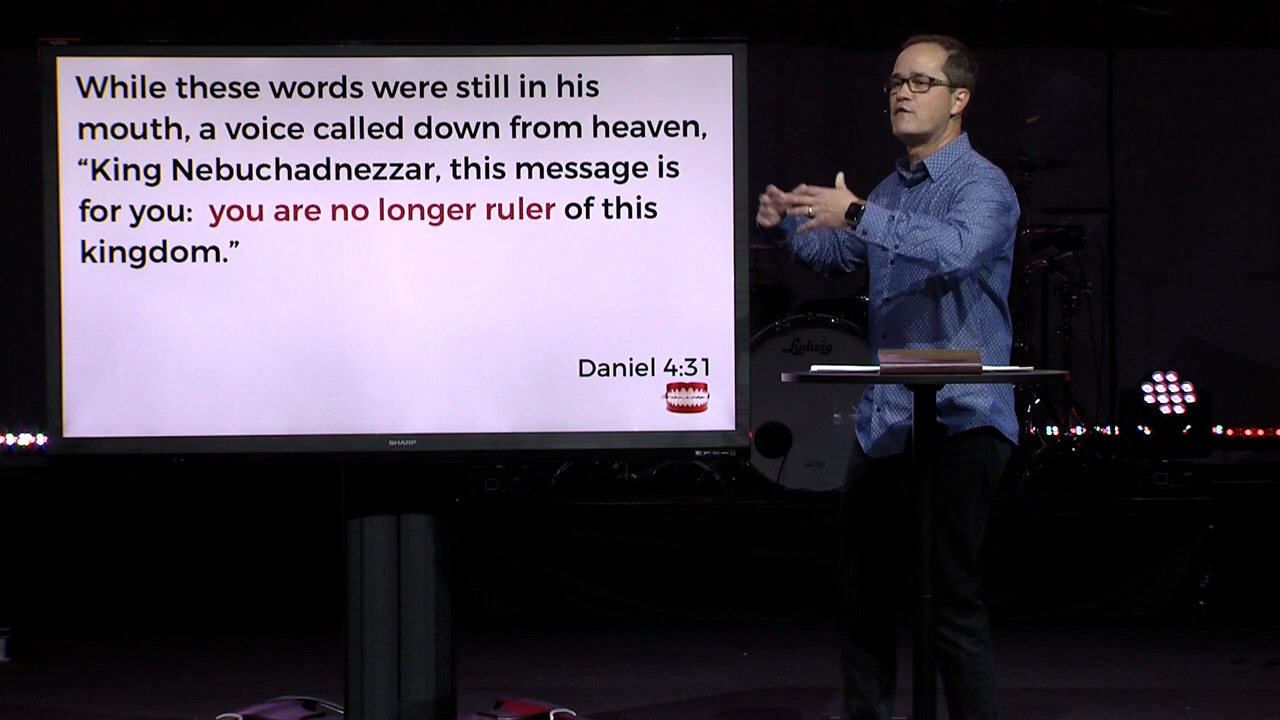 While these words were still in his
mouth, a voice called down from heaven,
“King Nebuchadnezzar, this message is
for you:  you are no longer ruler of this
kingdom.”
Daniel 4:31
SHARP
Ludwig